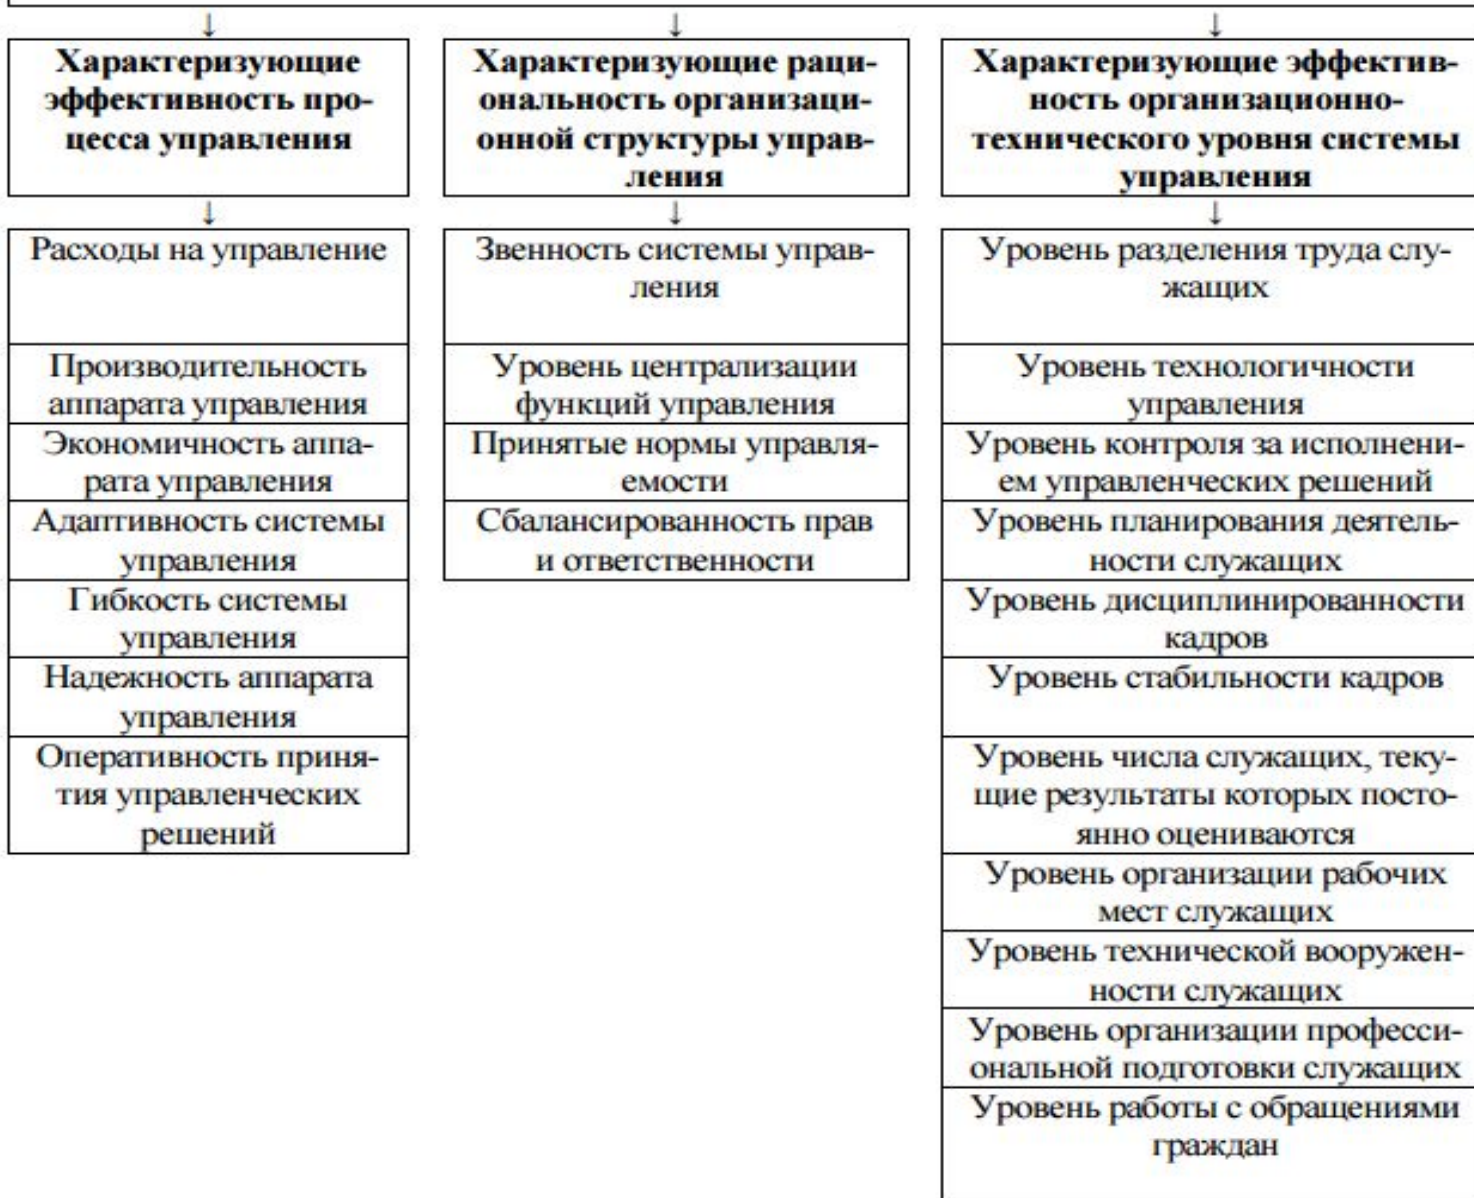 Характеризующие
эффективность про-
цесса управления
Расходы на управление
Производительность
аппарата управления
Экономичность аппа-
рата управления
Адаптивность системы
управления
Гибкость системы
управления
Надежность аппарата
управления
Оперативность приня-
тия управленческих
решений
Характеризующие раци-
ональность организаци-
онной структуры управ-
ления
Звенность системы управ-
ления
Уровень централизации
функций управления
Принятые нормы управля-
емости
Сбалансированность прав
и ответственности
Характеризующие эффектив-
ность организационно-
технического уровня системы
управления
Уровень разделения труда слу-
жащих
Уровень технологичности
управления
Уровень контроля за исполнени-
ем управленческих решений
Уровень планирования деятель-
ности служащих
Уровень дисциплинированности
кадров
Уровень стабильности кадров
Уровень числа служащих, теку-
щие результаты которых посто-
янно оцениваются
Уровень организации рабочих
мест служащих
Уровень технической вооружен-
ности служащих
Уровень организации професси-
ональной подготовки служащих
Уровень работы с обращениями
граждан